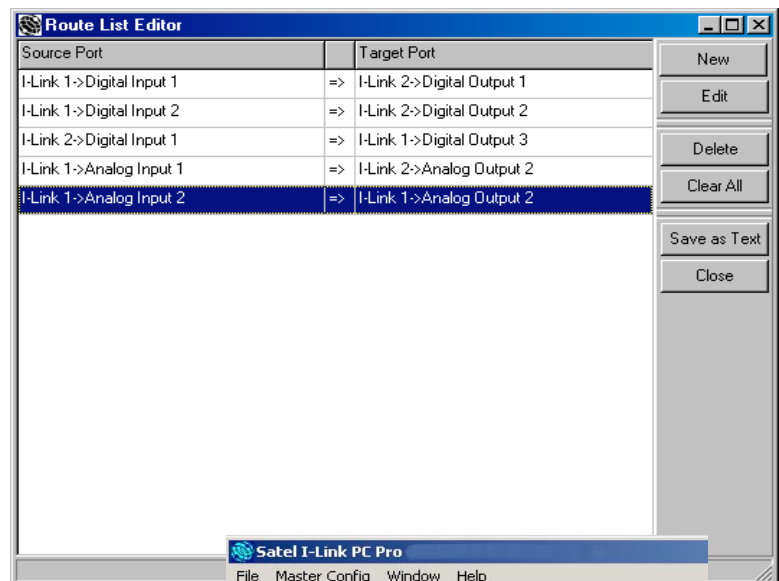 Route List Editor
Source Port Target Port
I-Link 1->Digital Input 1 => I-Link 2->Digital Output 1
I-Link 1->Digital Input 2 => I-Link 2->Digital Output 2
I-Link 2->Digital Input 1 => I-Link 1->Digital Output 3
I-Link 1->Analog Input 1 => I-Link 2->Analog Output 2
I-Link 1->Analog Input 2 => I-Link 1->Analog Output 2
New
Edit
Delete
Clear All
Save as Text
Close
Satel I-Link PC Pro
File Master Config Window Help